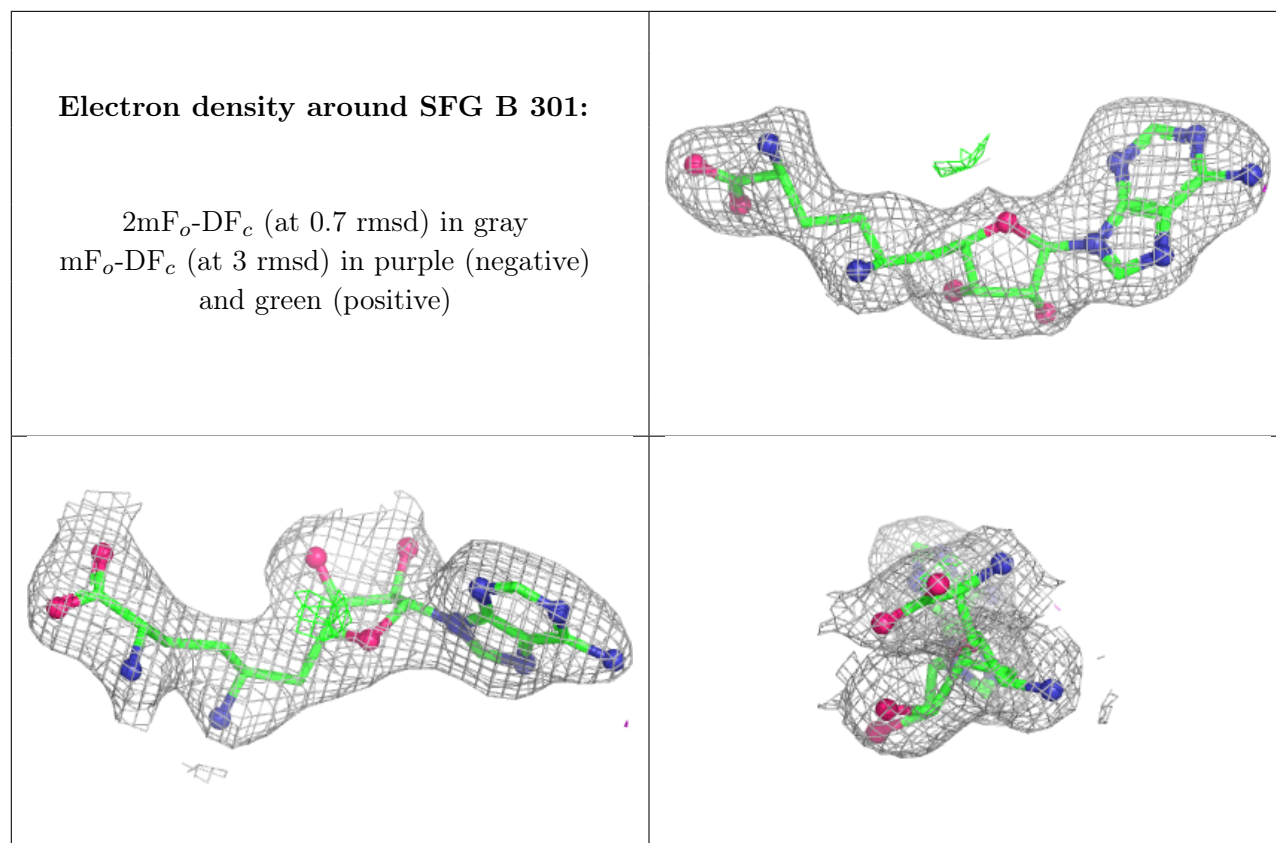 Electron density around SFG B 301:
2mFo-DFc (at 0.7 rmsd) in gray
mFo-DFc (at 3 rmsd) in purple (negative)
and green (positive)